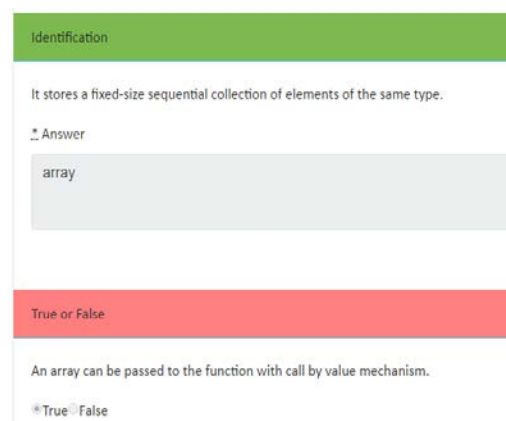 Identification
It stores a fixed-size sequential collection of elements of the same type.
* Answer
array
True or False
An array can be passed to the function with call by value mechanism.
True False